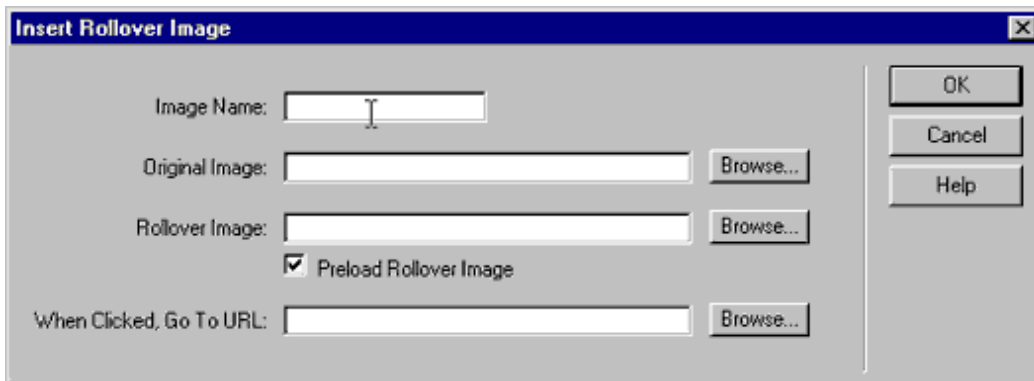 Insert Rollover Image
Image Name:
OK
Cancel
Original Image: Browse...
Help
Rollover Image: Browse...
Preload Rollover Image
When Clicked, Go To URL: Browse...